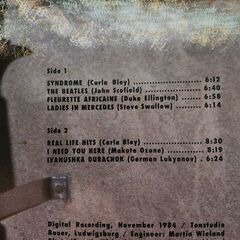 Side 1
SYNDROME (Carla Bley) 6:12
THE BEATLES (John Scofield) 6:40
FLEURETTE AFRICAINE (Duke Ellington) 6:58
LADIES IN MERCEDES (Steve Swallow) 6:14
Side 2
REAL LIFE HITS (Carla Bley) 8:30
I NEED YOU HERE (Makoto Ozone) 8:19
IVANUSHKA DURACHOK (German Lukyanov) 6:24
Digital Recording, November 1984 / Tonstudio
Bauer, Ludwigsburg / Engineer: Martin Wieland